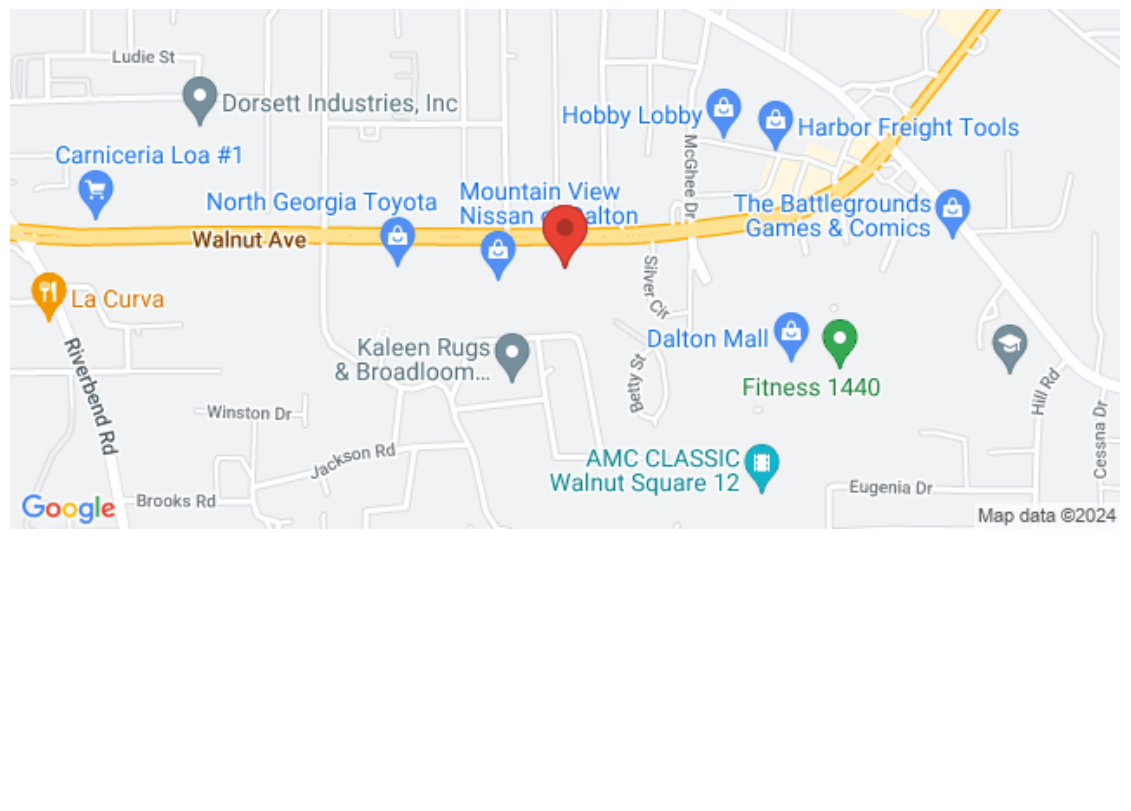 Ludie St
Dorsett Industries, Inc
Hobby Lobby
Harbor Freight Tools
Carniceria Loa #1
McGhee Dr
North Georgia Toyota
Mountain View
Nissan of Dalton
The Battlegrounds
Games & Comics
Walnut Ave
La Curva
Silver Cir
Riverbend Rd
Kaleen Rugs
& Broadloom...
Dalton Mall
Betty St
Fitness 1440
Hill Rd
Cessna Dr
Winston Dr
Jackson Rd
AMC CLASSIC
Walnut Square 12
Eugenia Dr
Brooks Rd
Google
Map data ©2024